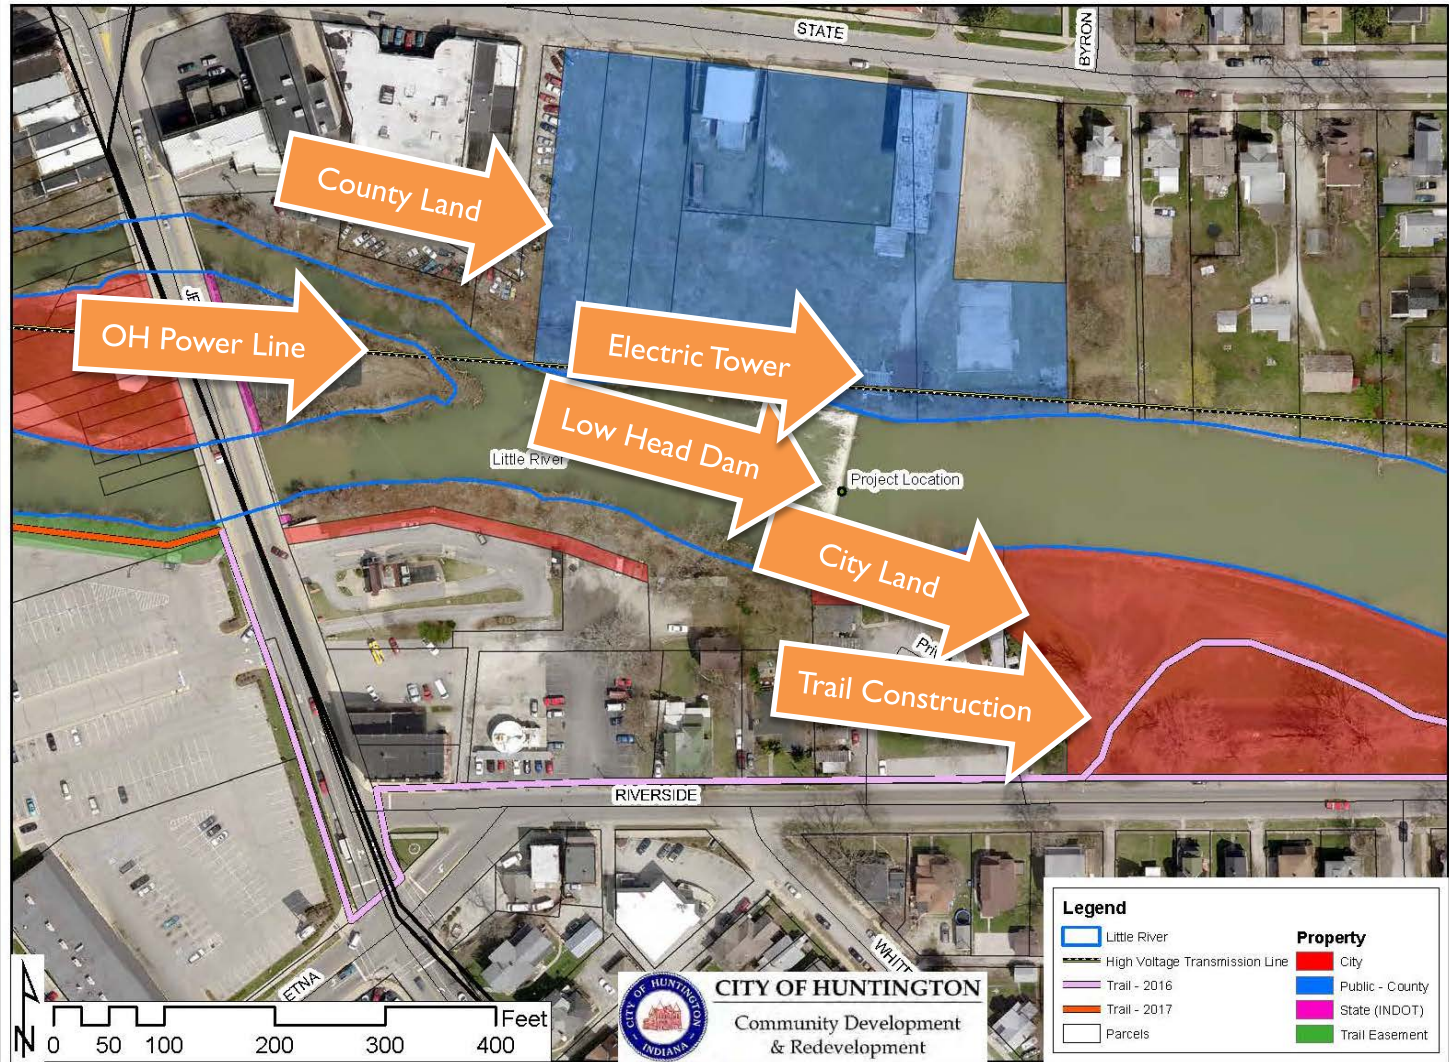 STATE
BYRON
County Land
OH Power Line
Electric Tower
Low Head Dam
Little River
Project Location
City Land
Trail Construction
RIVERSIDE
ETNA
Legend
Little River
High Voltage Transmission Line
Trail - 2016
Trail - 2017
Parcels
Property
City
Public - County
State (INDOT)
Trail Easement
N
0 50 100 200 300 400 Feet
CITY OF HUNTINGTON
INDIANA
CITY OF HUNTINGTON
Community Development
& Redevelopment